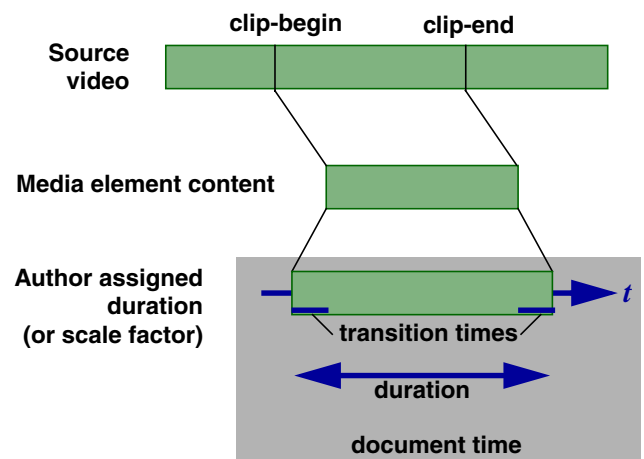 clip-begin
clip-end
Source
video
Media element content
Author assigned
duration
(or scale factor)
t
transition times
duration
document time